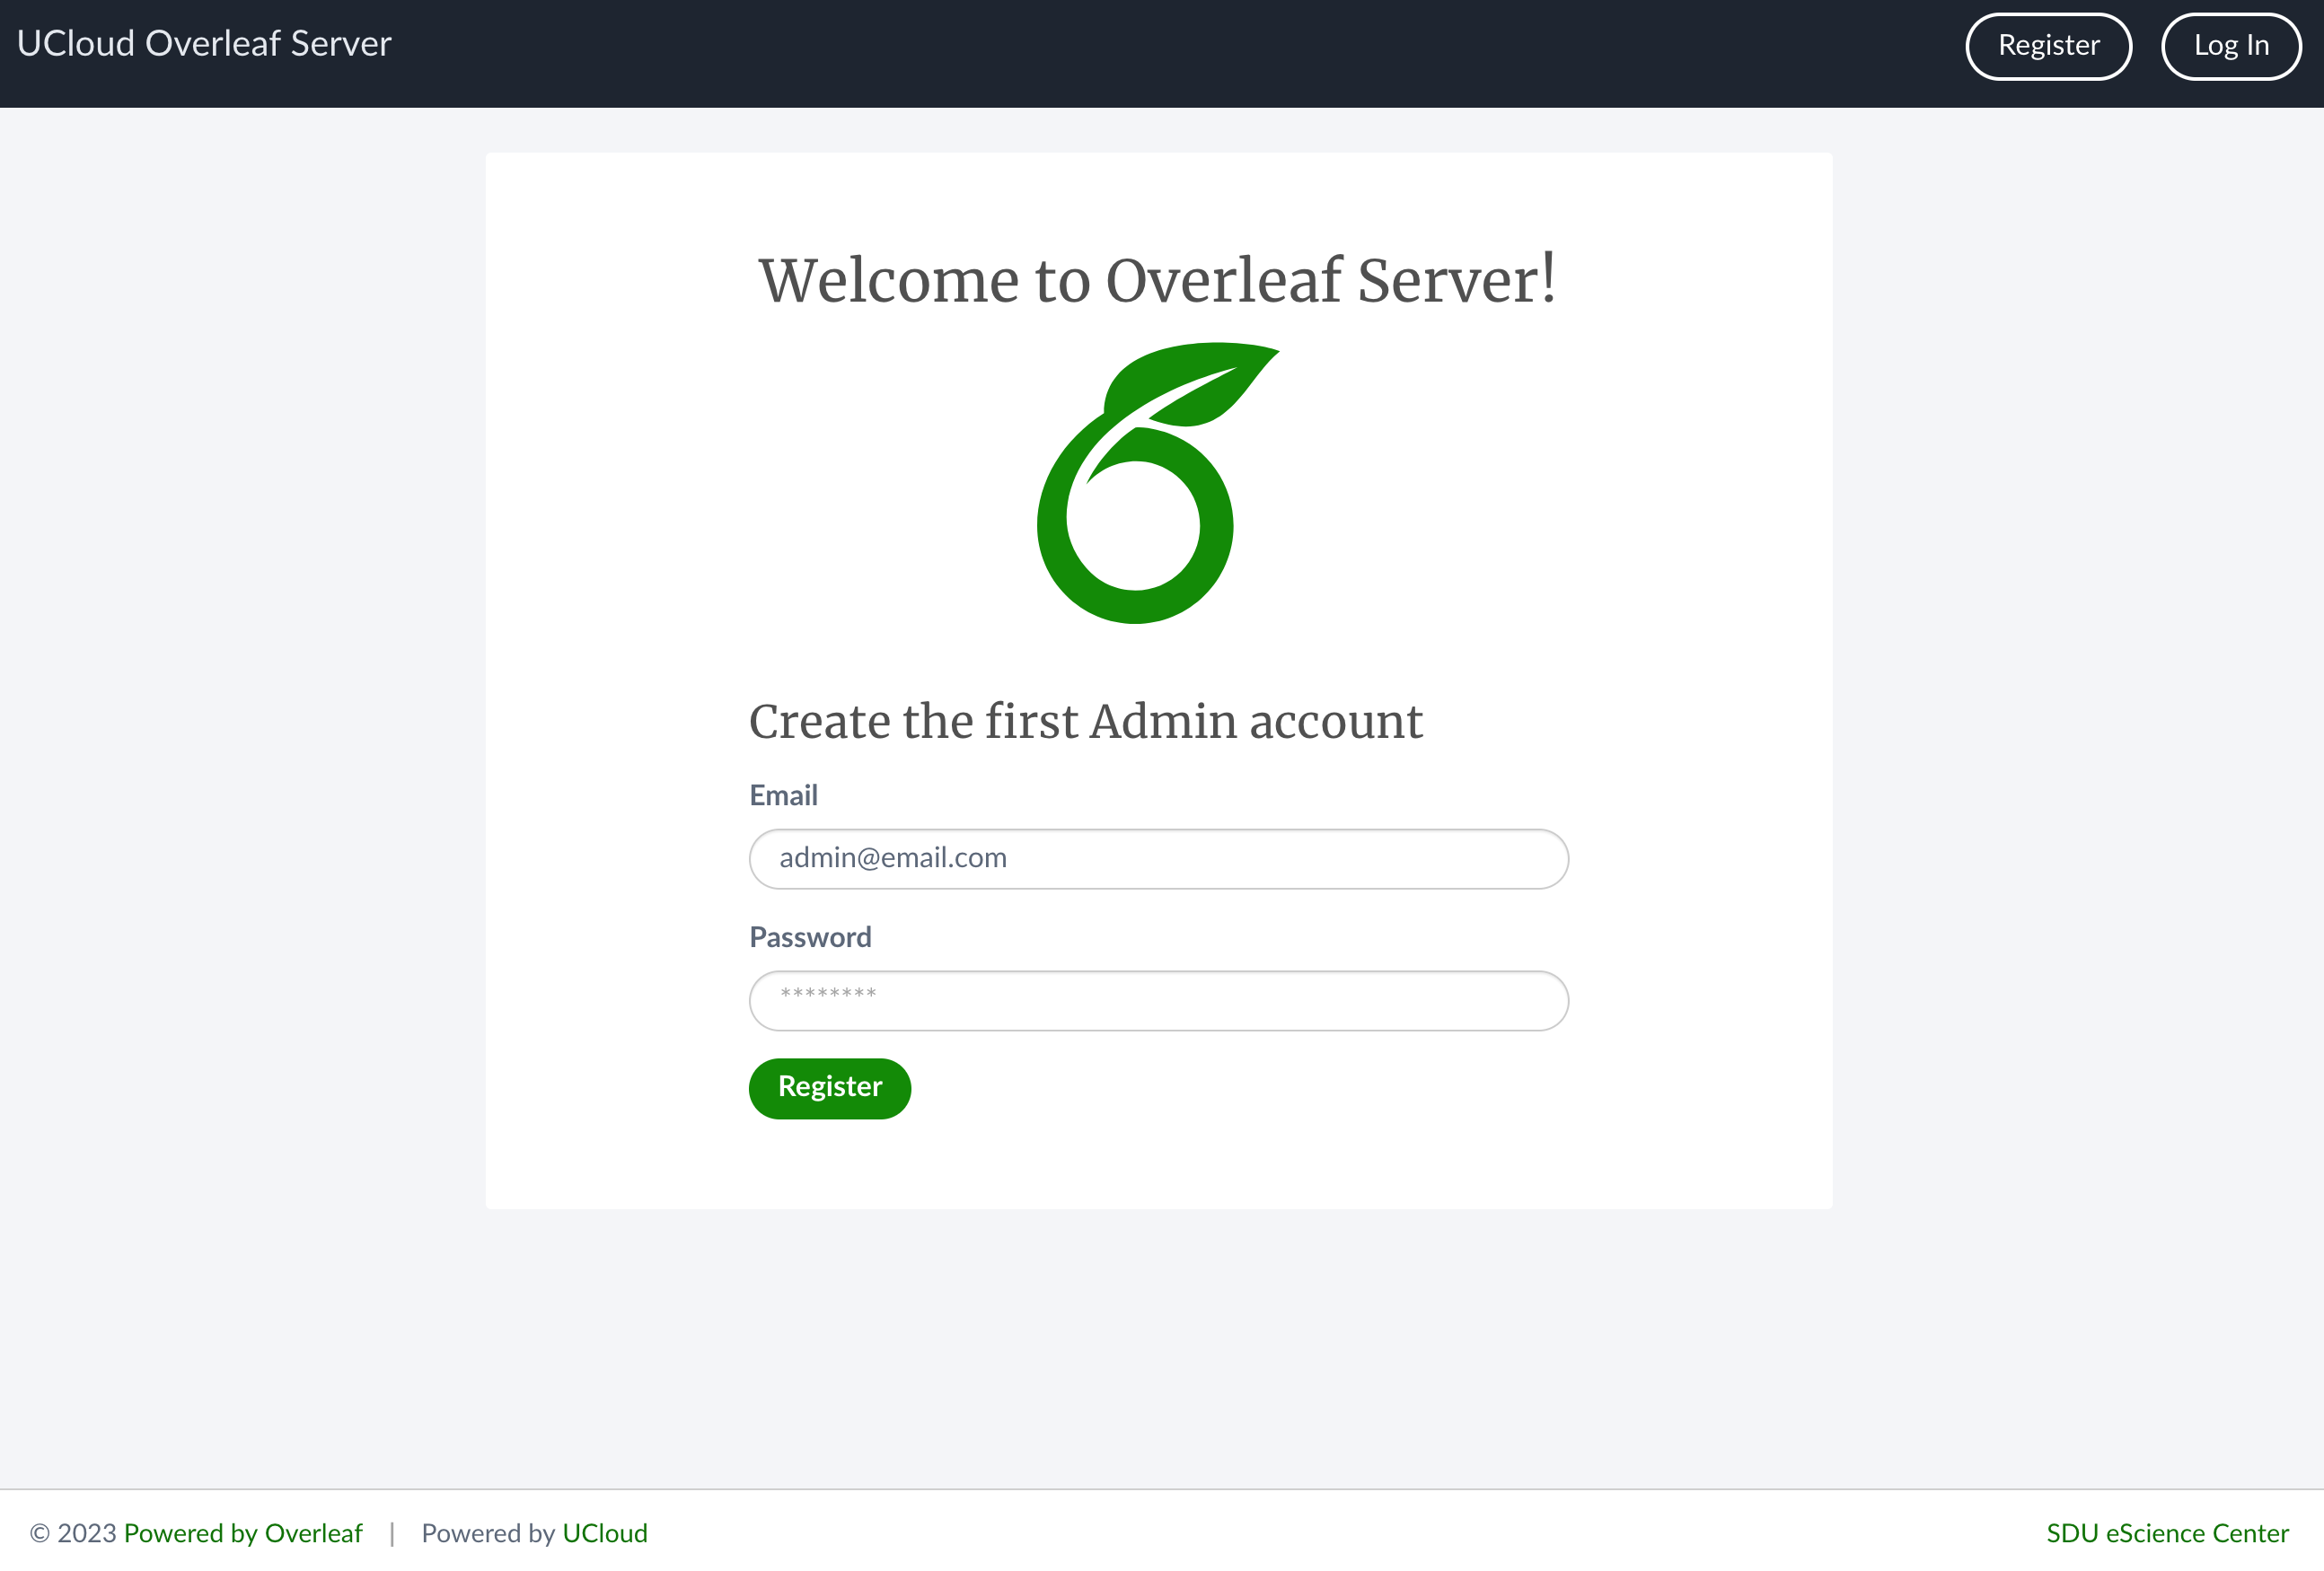 UCloud Overleaf Server
Register
Log In
Welcome to Overleaf Server!
Create the first Admin account
Email
admin@email.com
Password
********
Register
© 2023 Powered by Overleaf | Powered by UCloud
SDU eScience Center